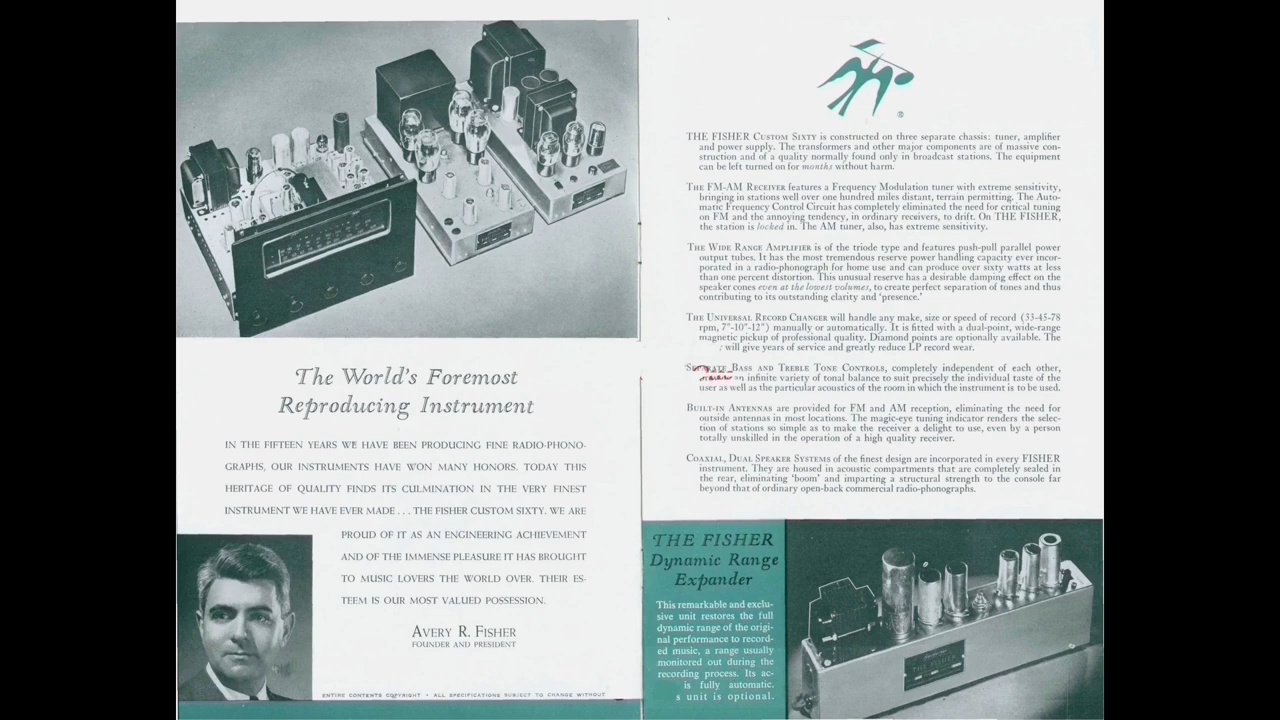 The World's Foremost
Reproducing Instrument
IN THE FIFTEEN YEARS WE HAVE BEEN PRODUCING FINE RADIO-PHONO-
GRAPHS, OUR INSTRUMENTS HAVE WON MANY HONORS. TODAY THIS
HERITAGE OF QUALITY FINDS ITS CULMINATION IN THE VERY FINEST
INSTRUMENT WE HAVE EVER MADE . . . THE FISHER CUSTOM SIXTY. WE ARE
PROUD OF IT AS AN ENGINEERING ACHIEVEMENT
AND OF THE IMMENSE PLEASURE IT HAS BROUGHT
TO MUSIC LOVERS THE WORLD OVER. THEIR ES-
TEEM IS OUR MOST VALUED POSSESSION.
AVERY R. FISHER
FOUNDER AND PRESIDENT
ENTIRE CONTENTS COPYRIGHT • ALL SPECIFICATIONS SUBJECT TO CHANGE WITHOUT
®
THE FISHER CUSTOM SIXTY is constructed on three separate chassis: tuner, amplifier
and power supply. The transformers and other major components are of massive con-
struction and of a quality normally found only in broadcast stations. The equipment
can be left turned on for months without harm.
THE FM-AM RECEIVER features a Frequency Modulation tuner with extreme sensitivity,
bringing in stations well over one hundred miles distant, terrain permitting. The Auto-
matic Frequency Control Circuit has completely eliminated the need for critical tuning
on FM and the annoying tendency, in ordinary receivers, to drift. On THE FISHER,
the station is locked in. The AM tuner, also, has extreme sensitivity.
THE WIDE RANGE AMPLIFIER is of the triode type and features push-pull parallel power
output tubes. It has the most tremendous reserve power handling capacity ever incor-
porated in a radio-phonograph for home use and can produce over sixty watts at less
than one percent distortion. This unusual reserve has a desirable damping effect on the
speaker cones even at the lowest volumes, to create perfect separation of tones and thus
contributing to its outstanding clarity and 'presence.'
THE UNIVERSAL RECORD CHANGER will handle any make, size or speed of record (33-45-78
rpm, 7"-10"-12") manually or automatically. It is fitted with a dual-point, wide-range
magnetic pickup of professional quality. Diamond points are optionally available. The
will give years of service and greatly reduce LP record wear.
SEPARATE BASS AND TREBLE TONE CONTROLS, completely independent of each other,
an infinite variety of tonal balance to suit precisely the individual taste of the
user as well as the particular acoustics of the room in which the instrument is to be used.
BUILT-IN ANTENNAS are provided for FM and AM reception, eliminating the need for
outside antennas in most locations. The magic-eye tuning indicator renders the selec-
tion of stations so simple as to make the receiver a delight to use, even by a person
totally unskilled in the operation of a high quality receiver.
COAXIAL, DUAL SPEAKER SYSTEMS of the finest design are incorporated in every FISHER
instrument. They are housed in acoustic compartments that are completely sealed in
the rear, eliminating 'boom' and imparting a structural strength to the console far
beyond that of ordinary open-back commercial radio-phonographs.
THE FISHER
Dynamic Range
Expander
This remarkable and exclu-
sive unit restores the full
dynamic range of the origi-
nal performance to record-
ed music, a range usually
monitored out during the
recording process. Its ac-
is fully automatic.
s unit is optional.
THE FISHER